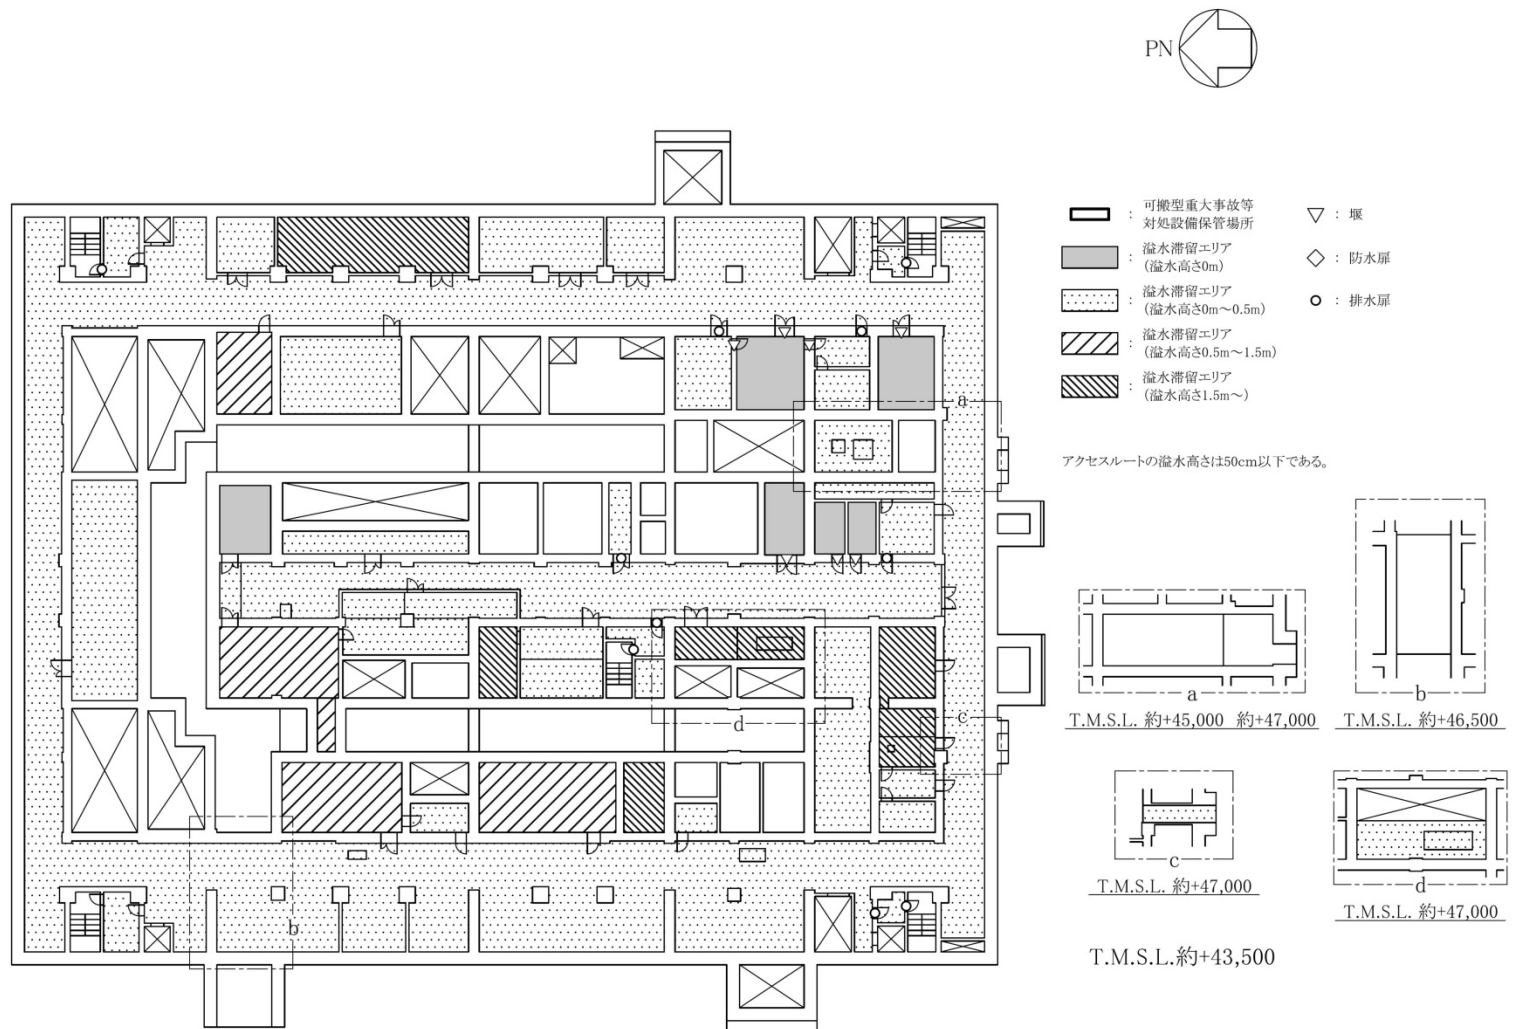 PN
可搬型重大事故等
対処設備保管場所
溢水滞留エリア
(溢水高さ0m)
溢水滞留エリア
(溢水高さ0m～0.5m)
溢水滞留エリア
(溢水高さ0.5m～1.5m)
溢水滞留エリア
(溢水高さ1.5m～)
： 堰
： 防水扉
： 排水扉
アクセスルートの溢水高さは50cm以下である。
a
b
c
d
a
T.M.S.L. 約+45,000 約+47,000
b
T.M.S.L. 約+46,500
c
T.M.S.L. 約+47,000
d
T.M.S.L. 約+47,000
T.M.S.L.約+43,500